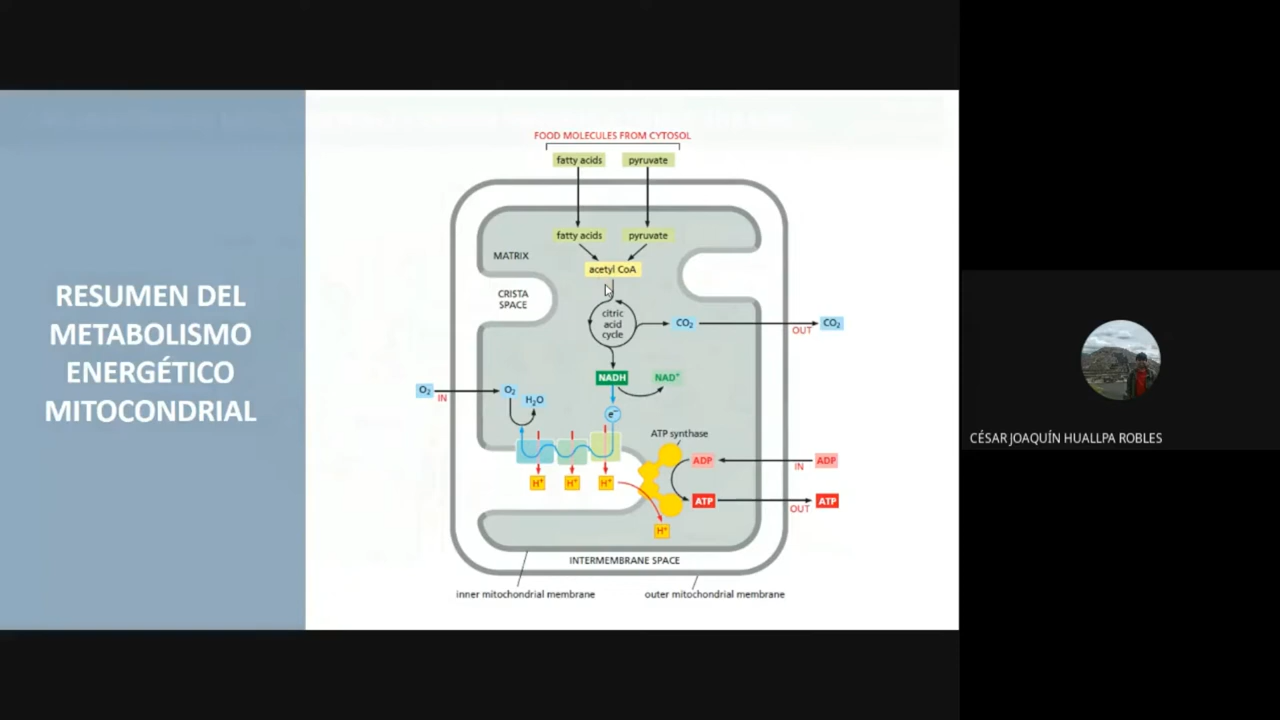 RESUMEN DEL
METABOLISMO
ENERGÉTICO
MITOCONDRIAL
FOOD MOLECULES FROM CYTOSOL
fatty acids
pyruvate
fatty acids
pyruvate
MATRIX
acetyl CoA
CRISTA
SPACE
citric
acid
cycle
CO₂
OUT
CO₂
NADH
NAD⁺
O₂
IN
O₂
H₂O
e⁻
ATP synthase
ADP
IN
ADP
H⁺
H⁺
H⁺
ATP
OUT
ATP
H⁺
INTERMEMBRANE SPACE
inner mitochondrial membrane
outer mitochondrial membrane
CÉSAR JOAQUÍN HUALLPA ROBLES